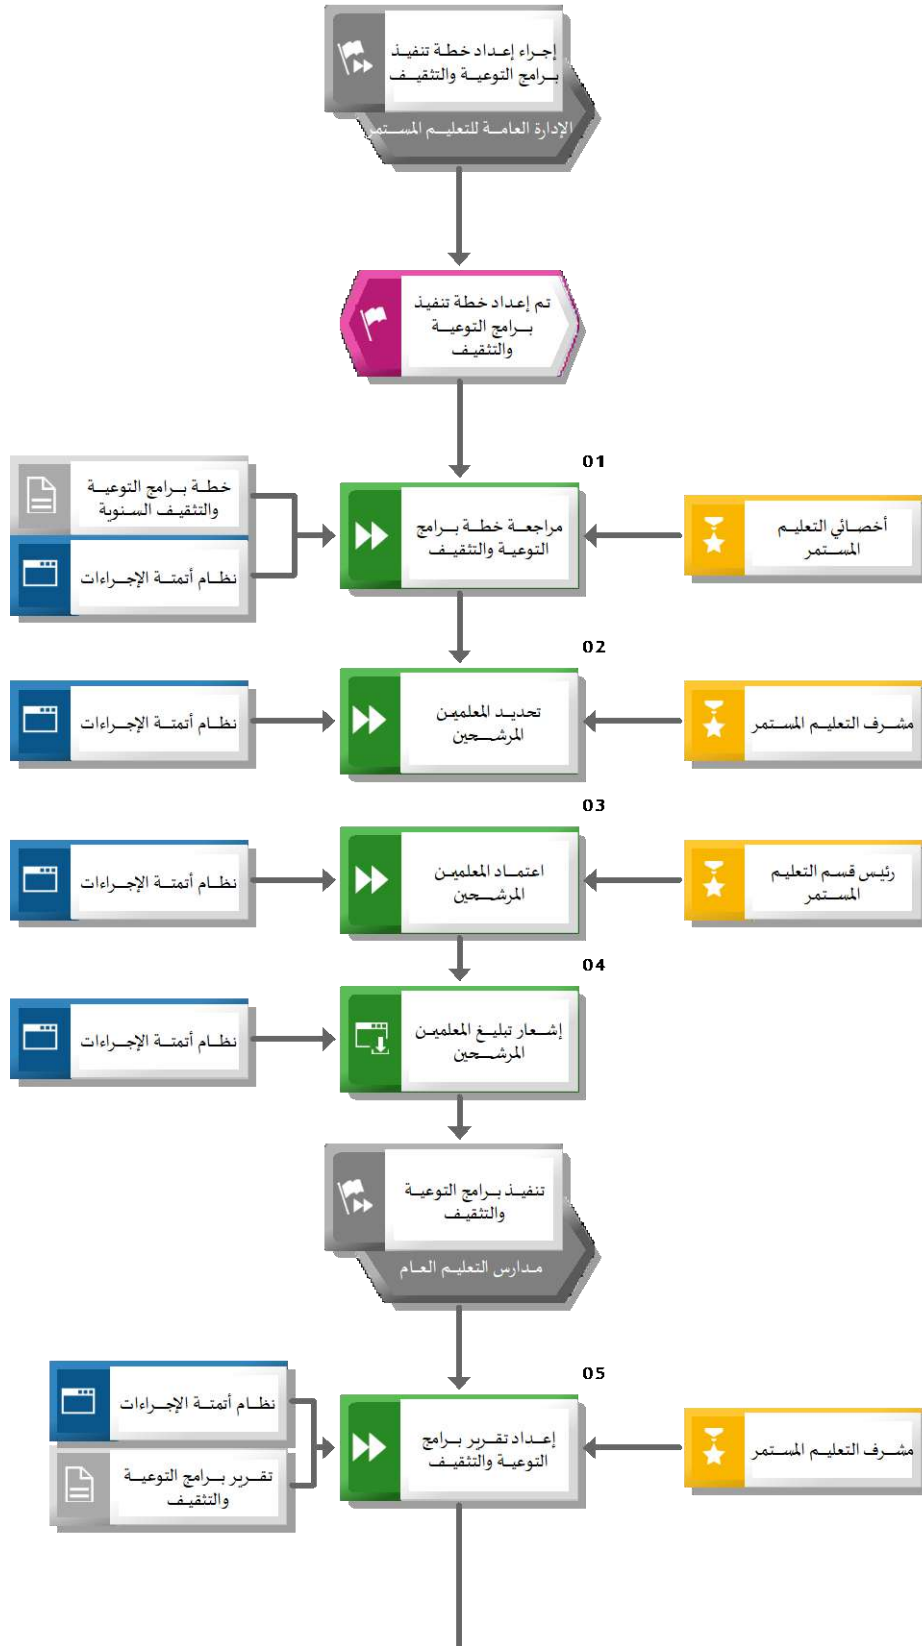 إجراء إعداد خطة تنفيذ
برامج التوعية والتثقيف
الإدارة العامة للتعليم المستمر
تم إعداد خطة تنفيذ
برامج التوعية
والتثقيف
01
خطة برامج التوعية
والتثقيف السنوية
نظام أتمتة الإجراءات
مراجعة خطة برامج
التوعية والتثقيف
أخصائي التعليم
المستمر
02
نظام أتمتة الإجراءات
تحديد المعلمين
المرشحين
مشرف التعليم المستمر
03
نظام أتمتة الإجراءات
اعتماد المعلمين
المرشحين
رئيس قسم التعليم
المستمر
04
نظام أتمتة الإجراءات
إشعار تبليغ المعلمين
المرشحين
تنفيذ برامج التوعية
والتثقيف
مدارس التعليم العام
05
نظام أتمتة الإجراءات
تقرير برامج التوعية
والتثقيف
إعداد تقرير برامج
التوعية والتثقيف
مشرف التعليم المستمر